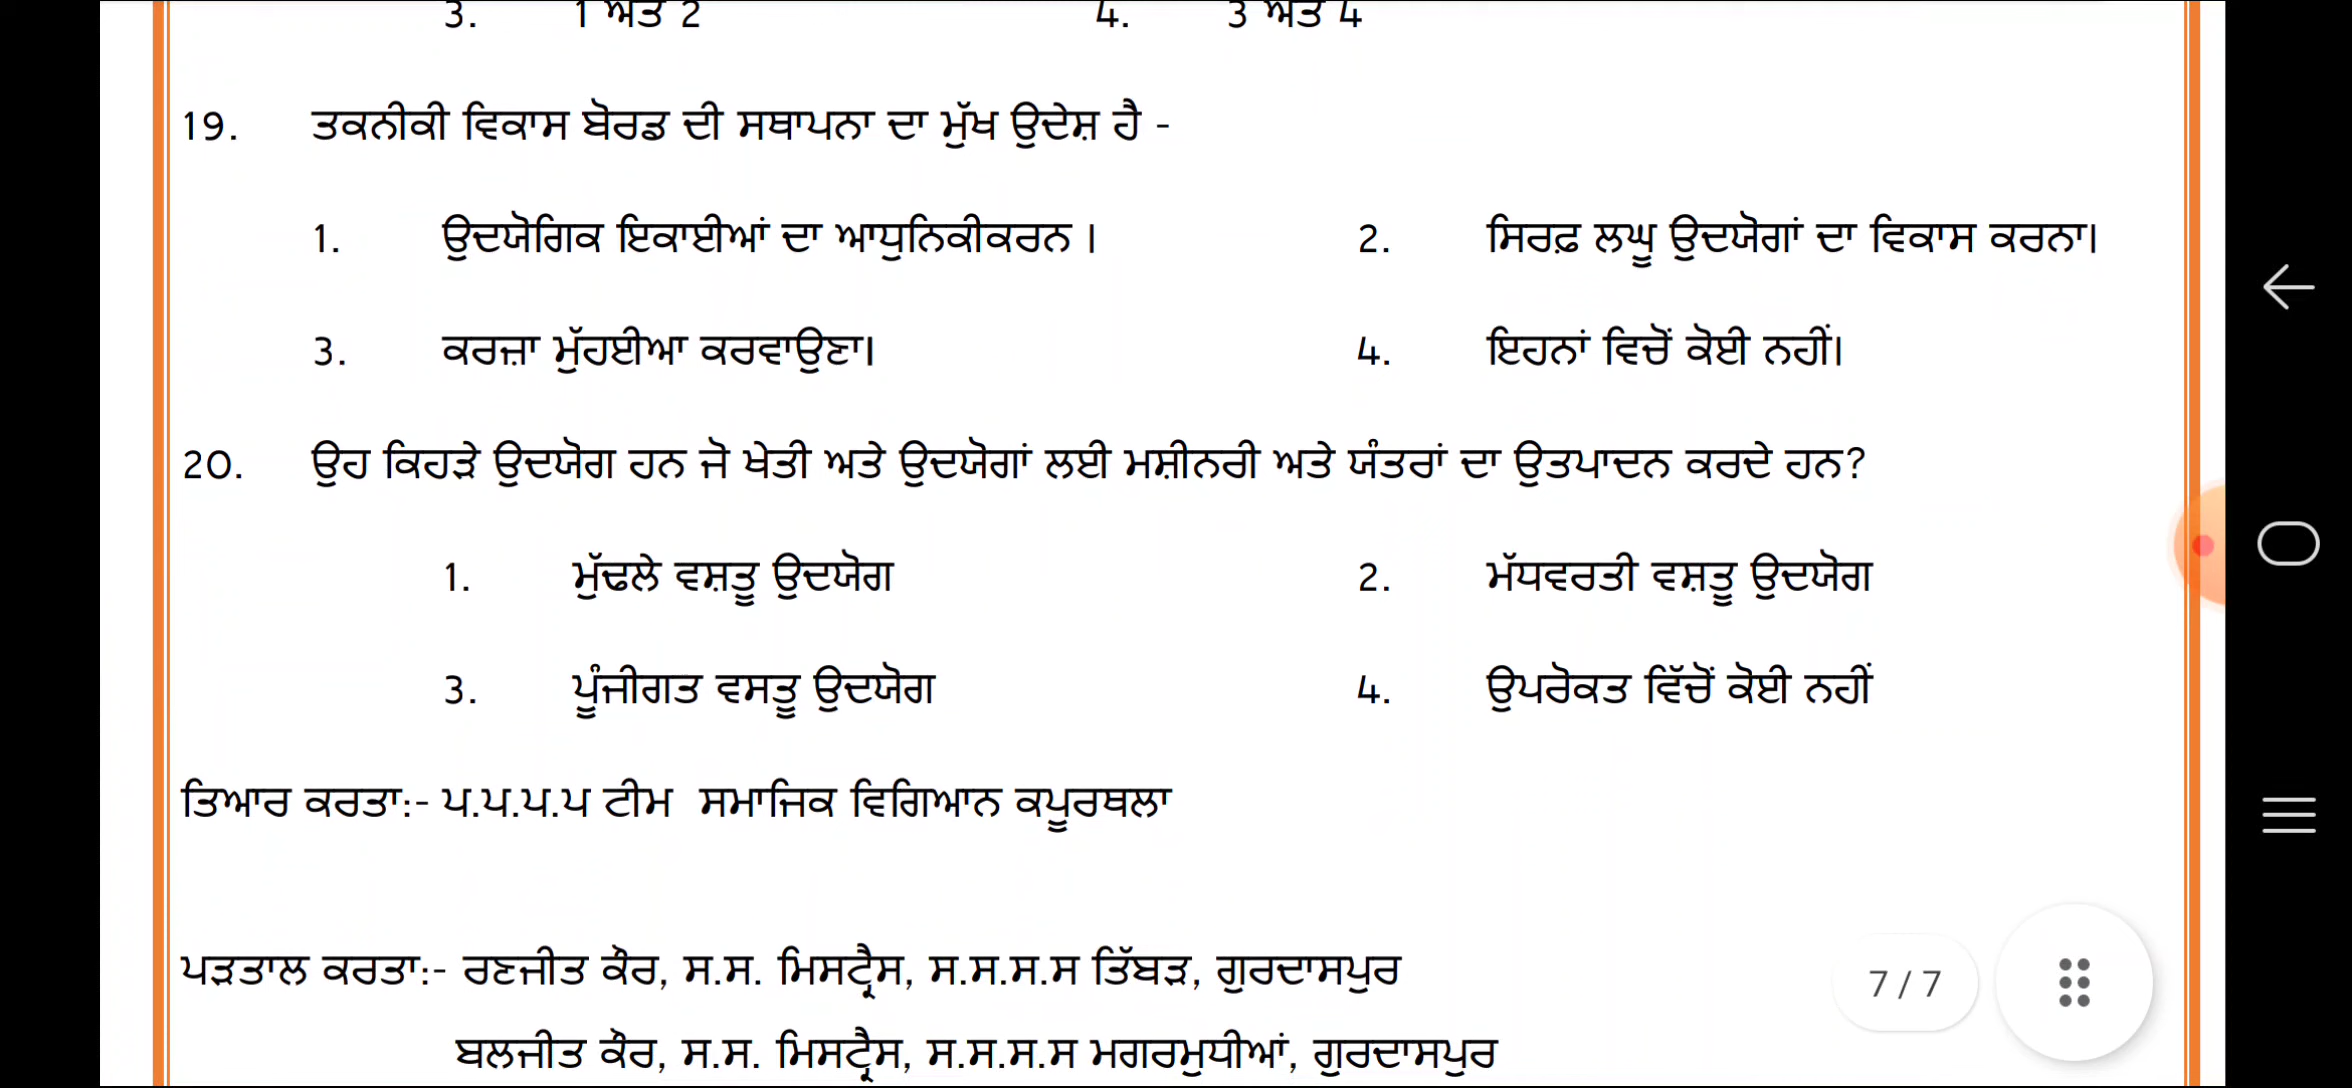 3. 1 ਅਤੇ 2 4. 3 ਅਤੇ 4
19. ਤਕਨੀਕੀ ਵਿਕਾਸ ਬੋਰਡ ਦੀ ਸਥਾਪਨਾ ਦਾ ਮੁੱਖ ਉਦੇਸ਼ ਹੈ -
1. ਉਦਯੋਗਿਕ ਇਕਾਈਆਂ ਦਾ ਆਧੁਨਿਕੀਕਰਨ । 2. ਸਿਰਫ਼ ਲਘੂ ਉਦਯੋਗਾਂ ਦਾ ਵਿਕਾਸ ਕਰਨਾ।
3. ਕਰਜ਼ਾ ਮੁੱਹਈਆ ਕਰਵਾਉਣਾ। 4. ਇਹਨਾਂ ਵਿਚੋਂ ਕੋਈ ਨਹੀਂ।
20. ਉਹ ਕਿਹੜੇ ਉਦਯੋਗ ਹਨ ਜੋ ਖੇਤੀ ਅਤੇ ਉਦਯੋਗਾਂ ਲਈ ਮਸ਼ੀਨਰੀ ਅਤੇ ਯੰਤਰਾਂ ਦਾ ਉਤਪਾਦਨ ਕਰਦੇ ਹਨ?
1. ਮੁੱਢਲੇ ਵਸ਼ਤੂ ਉਦਯੋਗ 2. ਮੱਧਵਰਤੀ ਵਸ਼ਤੂ ਉਦਯੋਗ
3. ਪੂੰਜੀਗਤ ਵਸਤੂ ਉਦਯੋਗ 4. ਉਪਰੋਕਤ ਵਿੱਚੋਂ ਕੋਈ ਨਹੀਂ
ਤਿਆਰ ਕਰਤਾ:- ਪ.ਪ.ਪ.ਪ ਟੀਮ ਸਮਾਜਿਕ ਵਿਗਿਆਨ ਕਪੂਰਥਲਾ
ਪੜਤਾਲ ਕਰਤਾ:- ਰਣਜੀਤ ਕੌਰ, ਸ.ਸ. ਮਿਸਟ੍ਰੈਸ, ਸ.ਸ.ਸ.ਸ ਤਿੱਬੜ, ਗੁਰਦਾਸਪੁਰ
7 / 7
ਬਲਜੀਤ ਕੌਰ, ਸ.ਸ. ਮਿਸਟ੍ਰੈਸ, ਸ.ਸ.ਸ.ਸ ਮਗਰਮੁਧੀਆਂ, ਗੁਰਦਾਸਪੁਰ